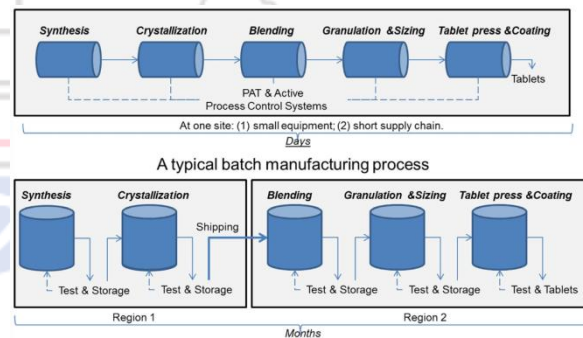 Synthesis Crystallization Blending Granulation &Sizing Tablet press &Coating
PAT & Active
Process Control Systems
Tablets
At one site: (1) small equipment; (2) short supply chain.
Days
A typical batch manufacturing process
Synthesis Crystallization Blending Granulation &Sizing Tablet press &Coating
Shipping
Test & Storage Test & Storage Test & Storage Test & Storage Test & Tablets
Region 1 Region 2
Months